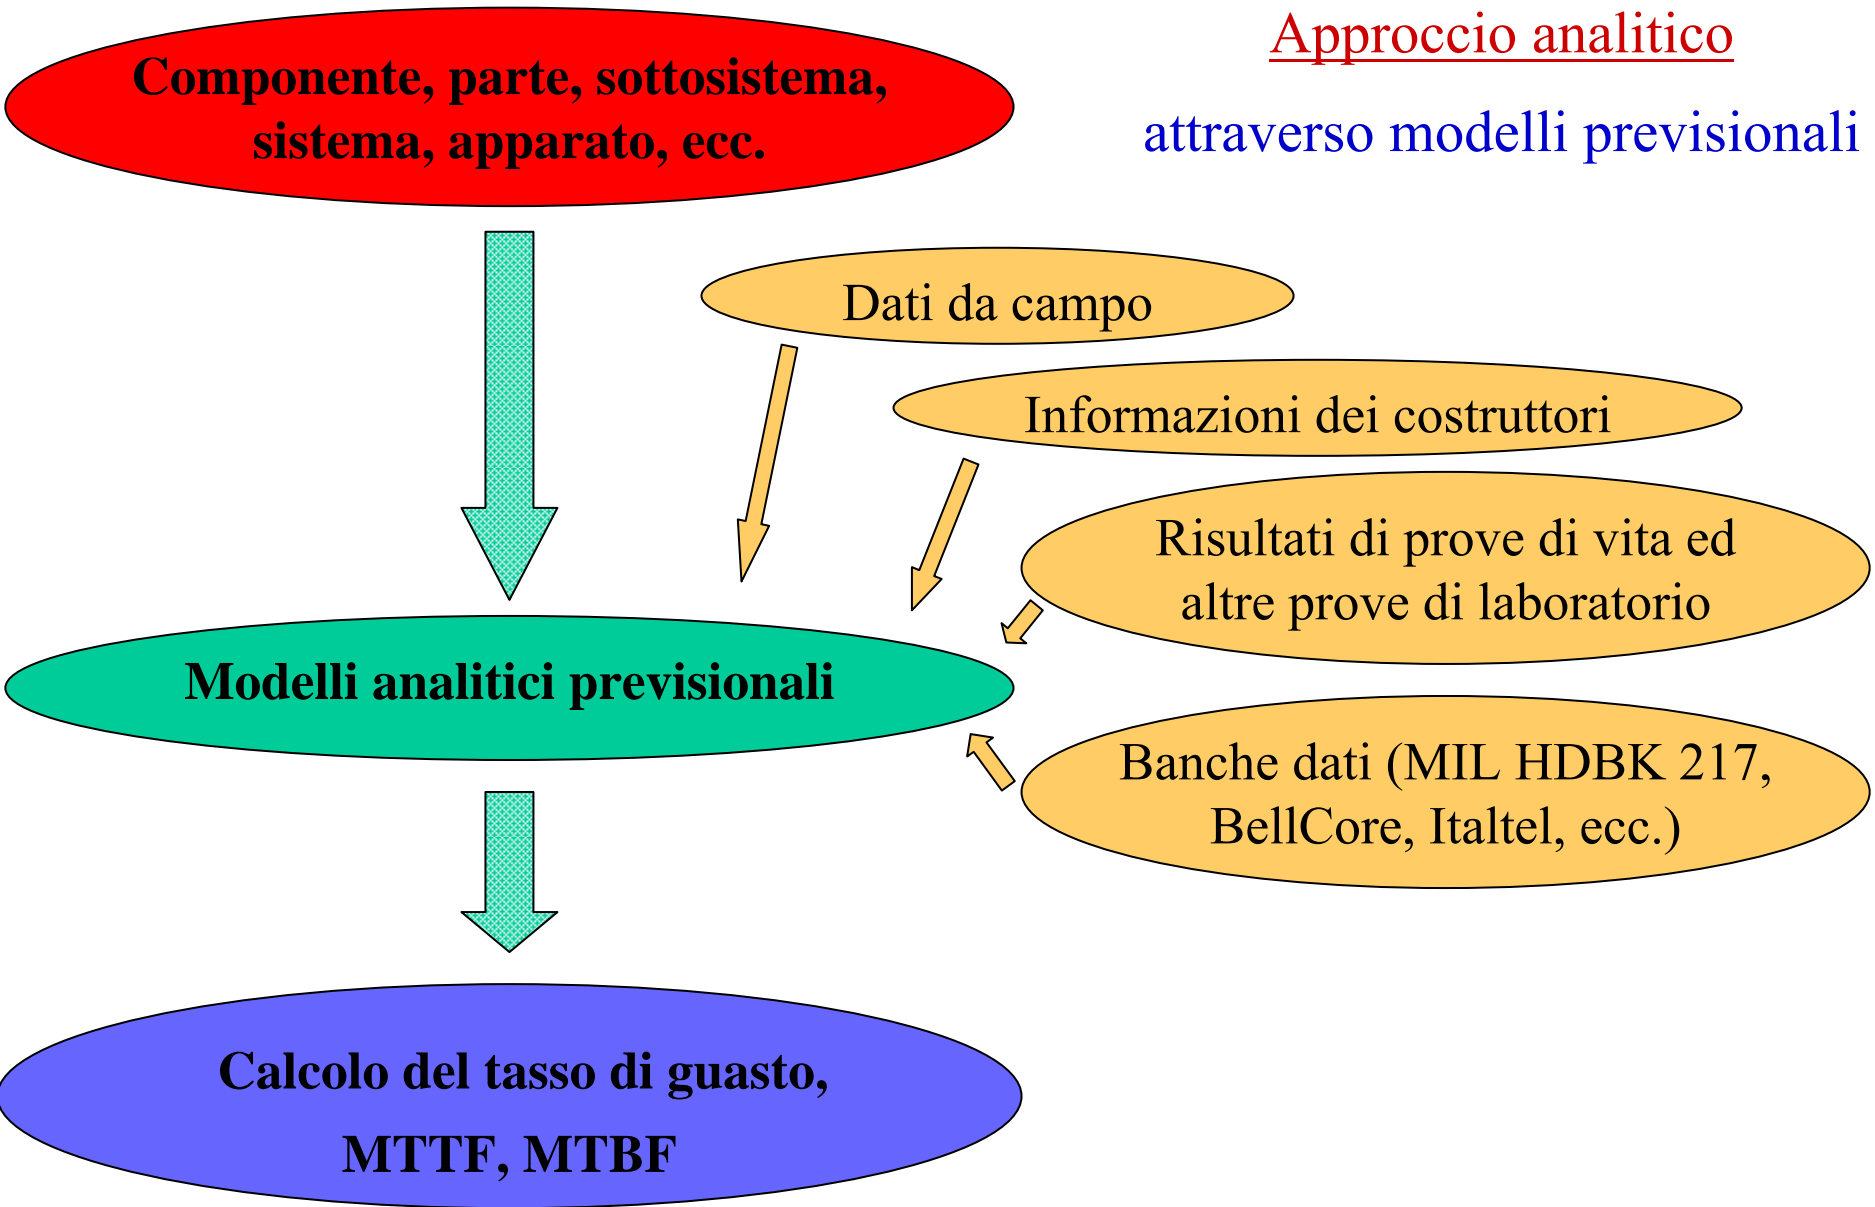 Approccio analitico
attraverso modelli previsionali
Componente, parte, sottosistema,
sistema, apparato, ecc.
Dati da campo
Informazioni dei costruttori
Risultati di prove di vita ed
altre prove di laboratorio
Modelli analitici previsionali
Banche dati (MIL HDBK 217,
BellCore, Italtel, ecc.)
Calcolo del tasso di guasto,
MTTF, MTBF